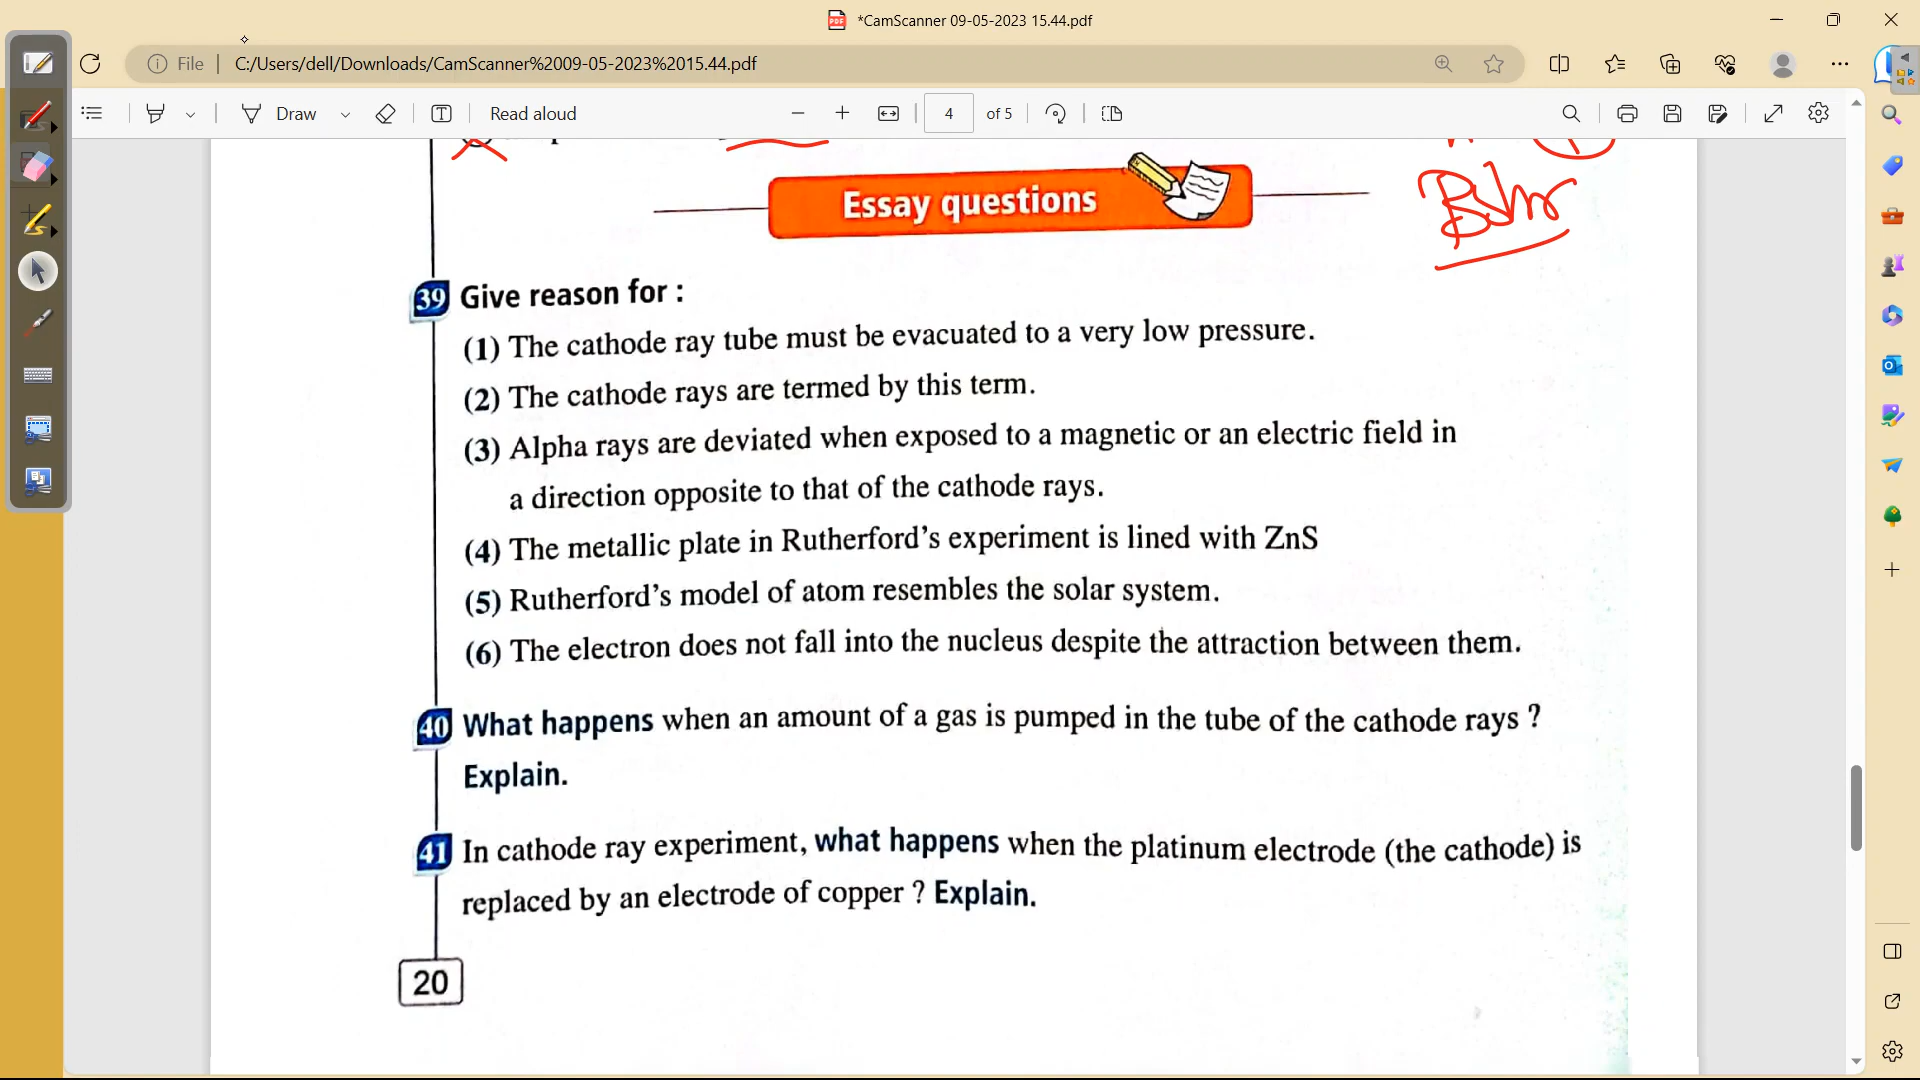 *CamScanner 09-05-2023 15.44.pdf
File
C:/Users/dell/Downloads/CamScanner%2009-05-2023%2015.44.pdf
Draw
Read aloud
4 of 5
Essay questions
39 Give reason for :
(1) The cathode ray tube must be evacuated to a very low pressure.
(2) The cathode rays are termed by this term.
(3) Alpha rays are deviated when exposed to a magnetic or an electric field in
a direction opposite to that of the cathode rays.
(4) The metallic plate in Rutherford's experiment is lined with ZnS
(5) Rutherford's model of atom resembles the solar system.
(6) The electron does not fall into the nucleus despite the attraction between them.
40 What happens when an amount of a gas is pumped in the tube of the cathode rays ?
Explain.
41 In cathode ray experiment, what happens when the platinum electrode (the cathode) is
replaced by an electrode of copper ? Explain.
20